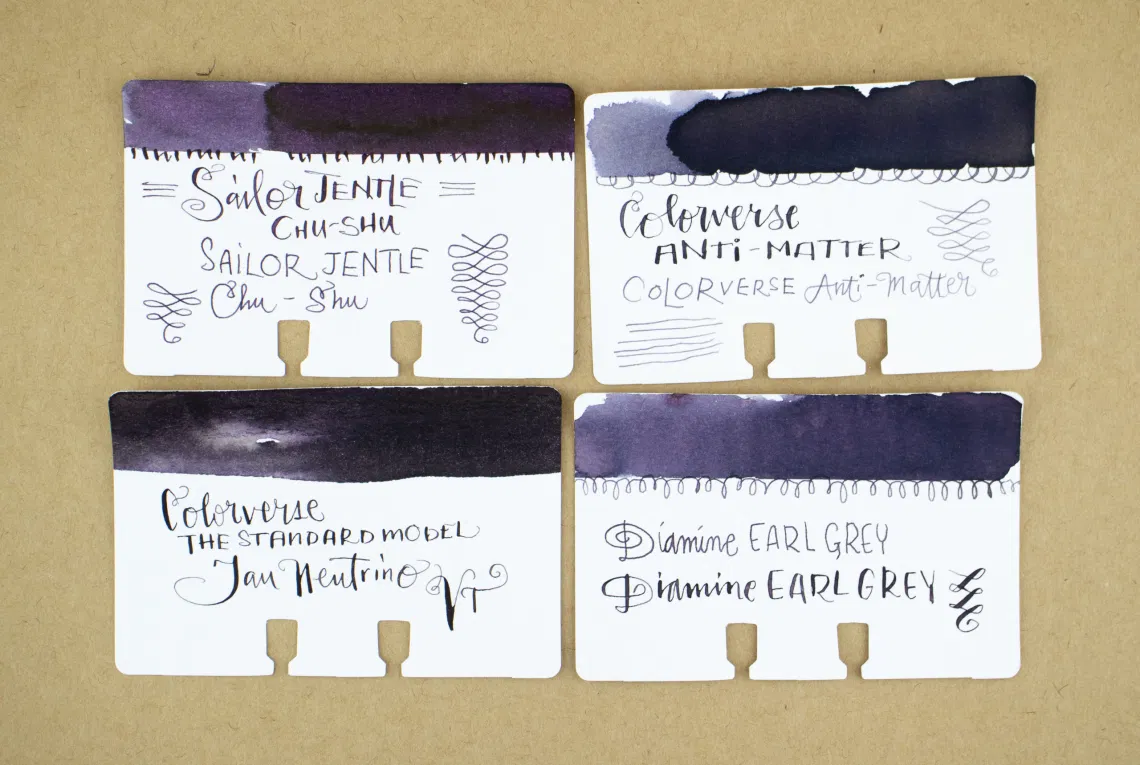 Sailor JENTLE
CHU-SHU
SAILOR JENTLE
Chu-Shu
Colorverse
ANTi-MATTER
COLORVERSE Anti-Matter
Colorverse
THE STANDARD MODEL
Tau Neutrino VT
Diamine EARL GREY
Diamine EARL GREY